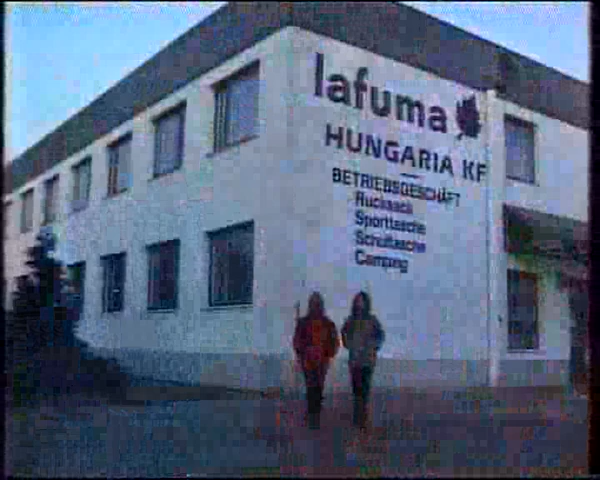 lafuma
HUNGARIA KF
BETRIEBSGESCHÄFT
Rucksack
Sporttasche
Schultasche
Camping